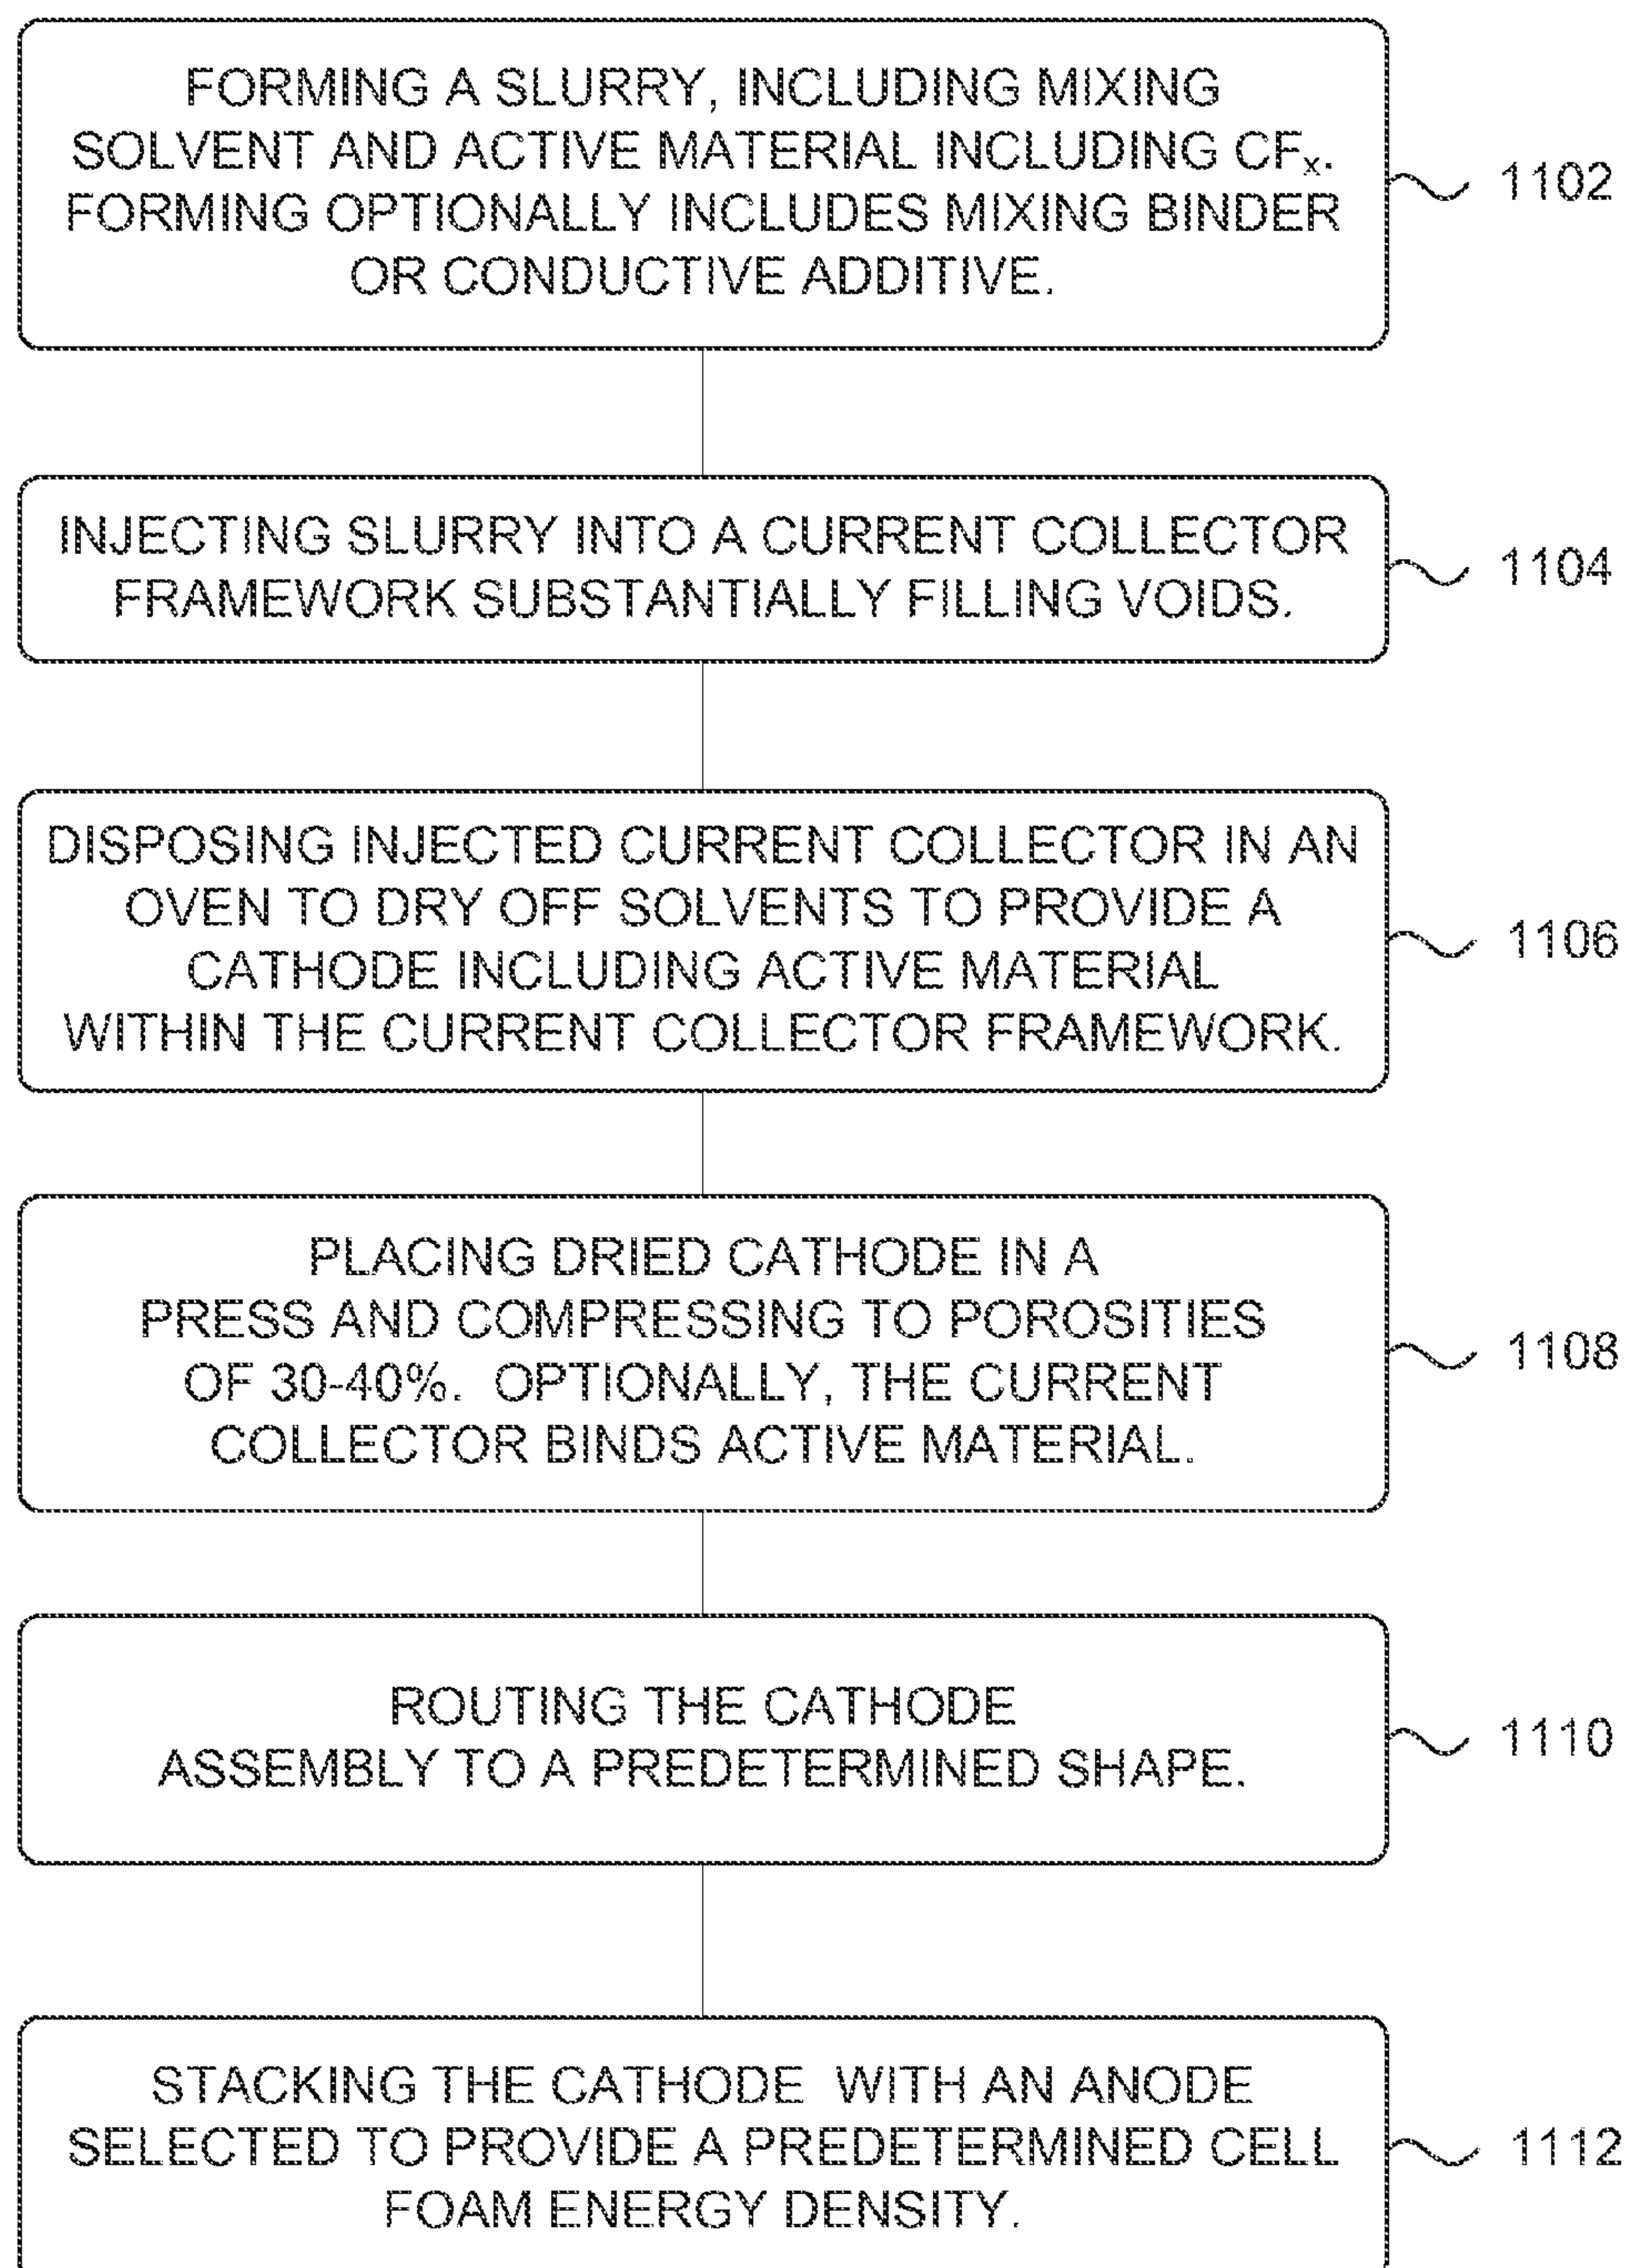 FORMING A SLURRY, INCLUDING MIXING
SOLVENT AND ACTIVE MATERIAL INCLUDING CFₓ.
FORMING OPTIONALLY INCLUDES MIXING BINDER
OR CONDUCTIVE ADDITIVE.
1102
INJECTING SLURRY INTO A CURRENT COLLECTOR
FRAMEWORK SUBSTANTIALLY FILLING VOIDS.
1104
DISPOSING INJECTED CURRENT COLLECTOR IN AN
OVEN TO DRY OFF SOLVENTS TO PROVIDE A
CATHODE INCLUDING ACTIVE MATERIAL
WITHIN THE CURRENT COLLECTOR FRAMEWORK.
1106
PLACING DRIED CATHODE IN A
PRESS AND COMPRESSING TO POROSITIES
OF 30-40%. OPTIONALLY, THE CURRENT
COLLECTOR BINDS ACTIVE MATERIAL.
1108
ROUTING THE CATHODE
ASSEMBLY TO A PREDETERMINED SHAPE.
1110
STACKING THE CATHODE WITH AN ANODE
SELECTED TO PROVIDE A PREDETERMINED CELL
FOAM ENERGY DENSITY.
1112